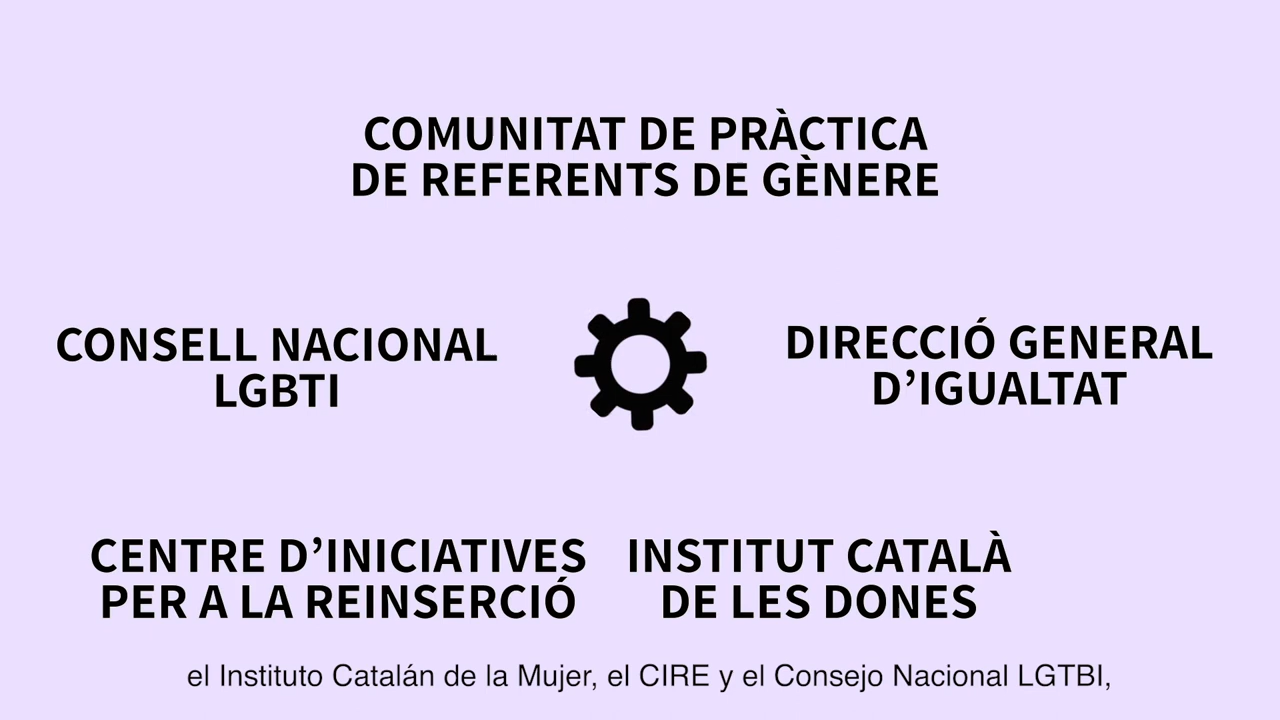 COMUNITAT DE PRÀCTICA
DE REFERENTS DE GÈNERE
CONSELL NACIONAL
LGBTI
DIRECCIÓ GENERAL
D’IGUALTAT
CENTRE D’INICIATIVES
PER A LA REINSERCIÓ
INSTITUT CATALÀ
DE LES DONES
el Instituto Catalán de la Mujer, el CIRE y el Consejo Nacional LGTBI,